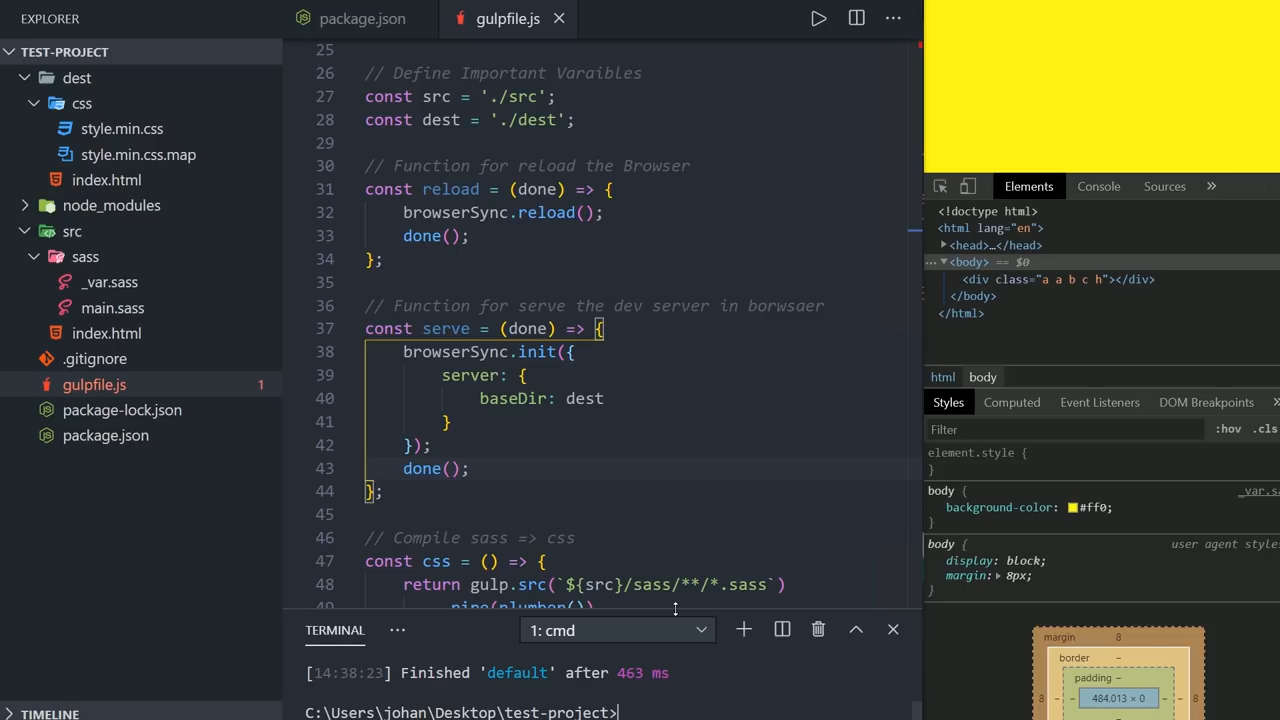 EXPLORER
TEST-PROJECT
dest
css
style.min.css
style.min.css.map
index.html
node_modules
src
sass
_var.sass
main.sass
index.html
.gitignore
gulpfile.js 1
package-lock.json
package.json
TIMELINE
package.json
gulpfile.js
25
26 // Define Important Varaibles
27 const src = './src';
28 const dest = './dest';
29
30 // Function for reload the Browser
31 const reload = (done) => {
32 browserSync.reload();
33 done();
34 };
35
36 // Function for serve the dev server in borwsaer
37 const serve = (done) => {
38 browserSync.init({
39 server: {
40 baseDir: dest
41 }
42 });
43 done();
44 };
45
46 // Compile sass => css
47 const css = () => {
48 return gulp.src(`${src}/sass/**/*.sass`)
49 .pipe(plumber())
TERMINAL
1: cmd
[14:38:23] Finished 'default' after 463 ms
C:\Users\johan\Desktop\test-project>
Elements Console Sources
<!doctype html>
<html lang="en">
<head>…</head>
<body> == $0
<div class="a a b c h"></div>
</body>
</html>
html body
Styles Computed Event Listeners DOM Breakpoints
Filter :hov .cls
element.style {
}
body { _var.sa
background-color: #ff0;
}
body { user agent styles
display: block;
margin: 8px;
}
margin 8
border –
padding –
8 – – 484.013 × 0 – – 8